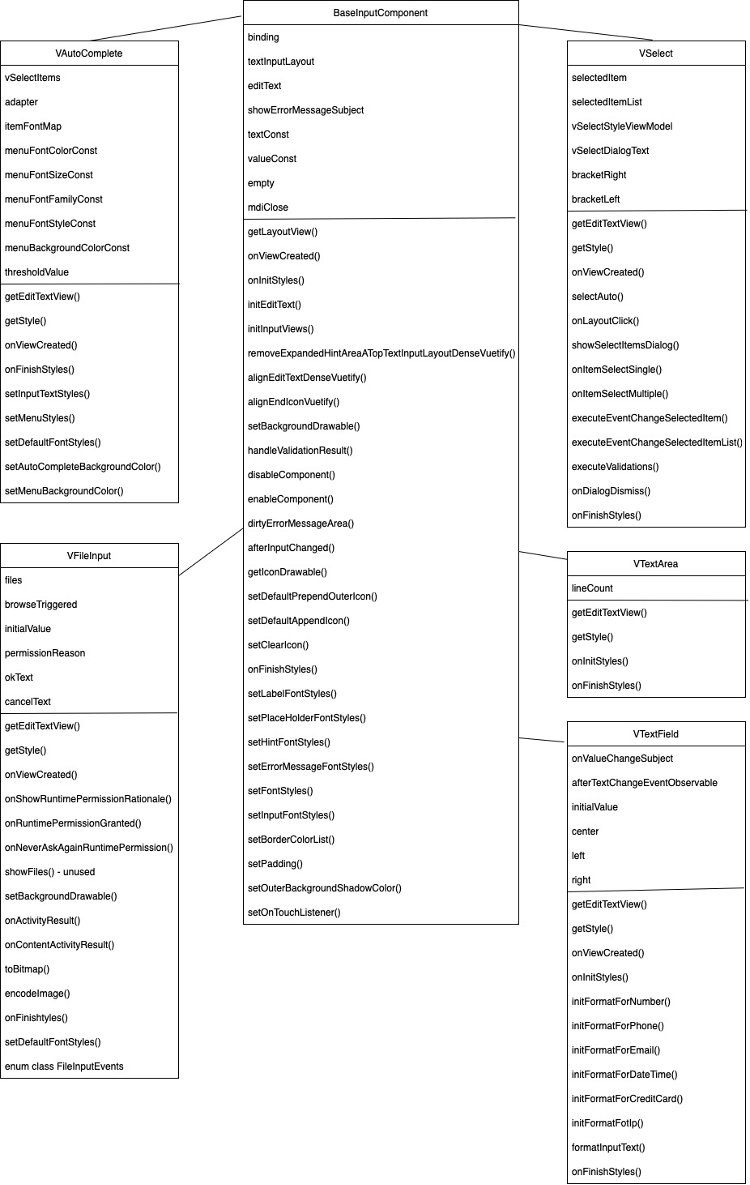 BaseInputComponent
binding
textInputLayout
editText
showErrorMessageSubject
textConst
valueConst
empty
mdiClose
getLayoutView()
onViewCreated()
onInitStyles()
initEditText()
initInputViews()
removeExpandedHintAreaATopTextInputLayoutDenseVuetify()
alignEditTextDenseVuetify()
alignEndIconVuetify()
setBackgroundDrawable()
handleValidationResult()
disableComponent()
enableComponent()
dirtyErrorMessageArea()
afterInputChanged()
getIconDrawable()
setDefaultPrependOuterIcon()
setDefaultAppendIcon()
setClearIcon()
onFinishStyles()
setLabelFontStyles()
setPlaceHolderFontStyles()
setHintFontStyles()
setErrorMessageFontStyles()
setFontStyles()
setInputFontStyles()
setBorderColorList()
setPadding()
setOuterBackgroundShadowColor()
setOnTouchListener()
VAutoComplete
vSelectItems
adapter
itemFontMap
menuFontColorConst
menuFontSizeConst
menuFontFamilyConst
menuFontStyleConst
menuBackgroundColorConst
thresholdValue
getEditTextView()
getStyle()
onViewCreated()
onFinishStyles()
setInputTextStyles()
setMenuStyles()
setDefaultFontStyles()
setAutoCompleteBackgroundColor()
setMenuBackgroundColor()
VFileInput
files
browseTriggered
initialValue
permissionReason
okText
cancelText
getEditTextView()
getStyle()
onViewCreated()
onShowRuntimePermissionRationale()
onRuntimePermissionGranted()
onNeverAskAgainRuntimePermission()
showFiles() - unused
setBackgroundDrawable()
onActivityResult()
onContentActivityResult()
toBitmap()
encodeImage()
onFinishtyles()
setDefaultFontStyles()
enum class FileInputEvents
VSelect
selectedItem
selectedItemList
vSelectStyleViewModel
vSelectDialogText
bracketRight
bracketLeft
getEditTextView()
getStyle()
onViewCreated()
selectAuto()
onLayoutClick()
showSelectItemsDialog()
onItemSelectSingle()
onItemSelectMultiple()
executeEventChangeSelectedItem()
executeEventChangeSelectedItemList()
executeValidations()
onDialogDismiss()
onFinishStyles()
VTextArea
lineCount
getEditTextView()
getStyle()
onInitStyles()
onFinishStyles()
VTextField
onValueChangeSubject
afterTextChangeEventObservable
initialValue
center
left
right
getEditTextView()
getStyle()
onViewCreated()
onInitStyles()
initFormatForNumber()
initFormatForPhone()
initFormatForEmail()
initFormatForDateTime()
initFormatForCreditCard()
initFormatFotIp()
formatInputText()
onFinishStyles()